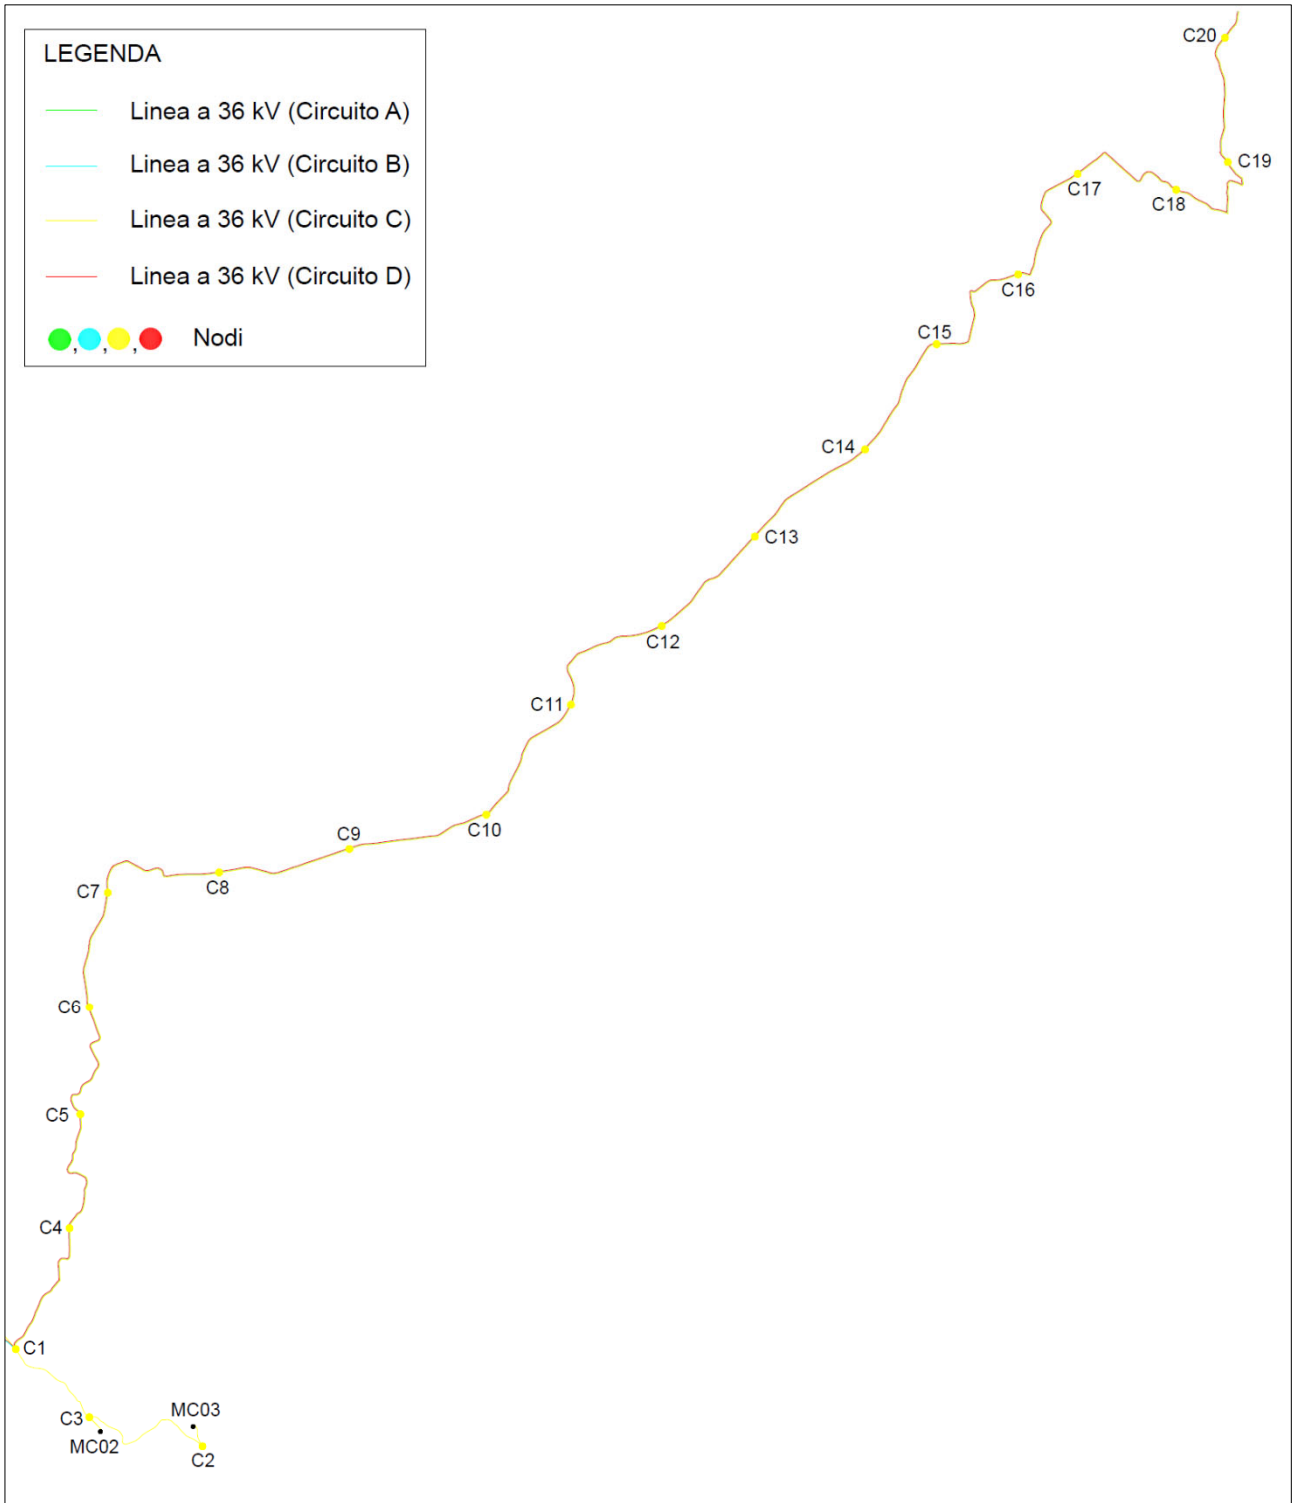 LEGENDA
Linea a 36 kV (Circuito A)
Linea a 36 kV (Circuito B)
Linea a 36 kV (Circuito C)
Linea a 36 kV (Circuito D)
, , , Nodi
C20
C19
C17
C18
C16
C15
C14
C13
C12
C11
C10
C9
C8
C7
C6
C5
C4
C1
C3
MC03
MC02
C2